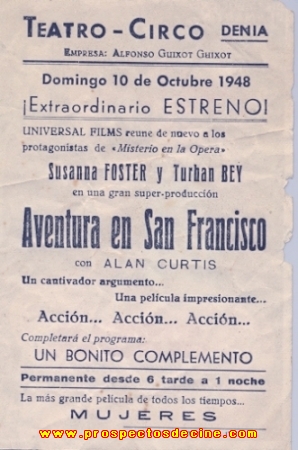 TEATRO-CIRCO DENIA
EMPRESA: ALFONSO GUIXOT GHIXOT
Domingo 10 de Octubre 1948
¡Extraordinario ESTRENO!
UNIVERSAL FILMS reune de nuevo a los
protagonistas de «Misterio en la Opera»
Susanna FOSTER y Turhan BEY
en una gran super-producción
Aventura en San Francisco
con ALAN CURTIS
Un cantivador argumento...
Una película impresionante...
Acción... Acción... Acción...
Completará el programa:
UN BONITO COMPLEMENTO
Permanente desde 6 tarde a 1 noche
La más grande película de todos los tiempos...
MUJERES
www.prospectosdecine.com